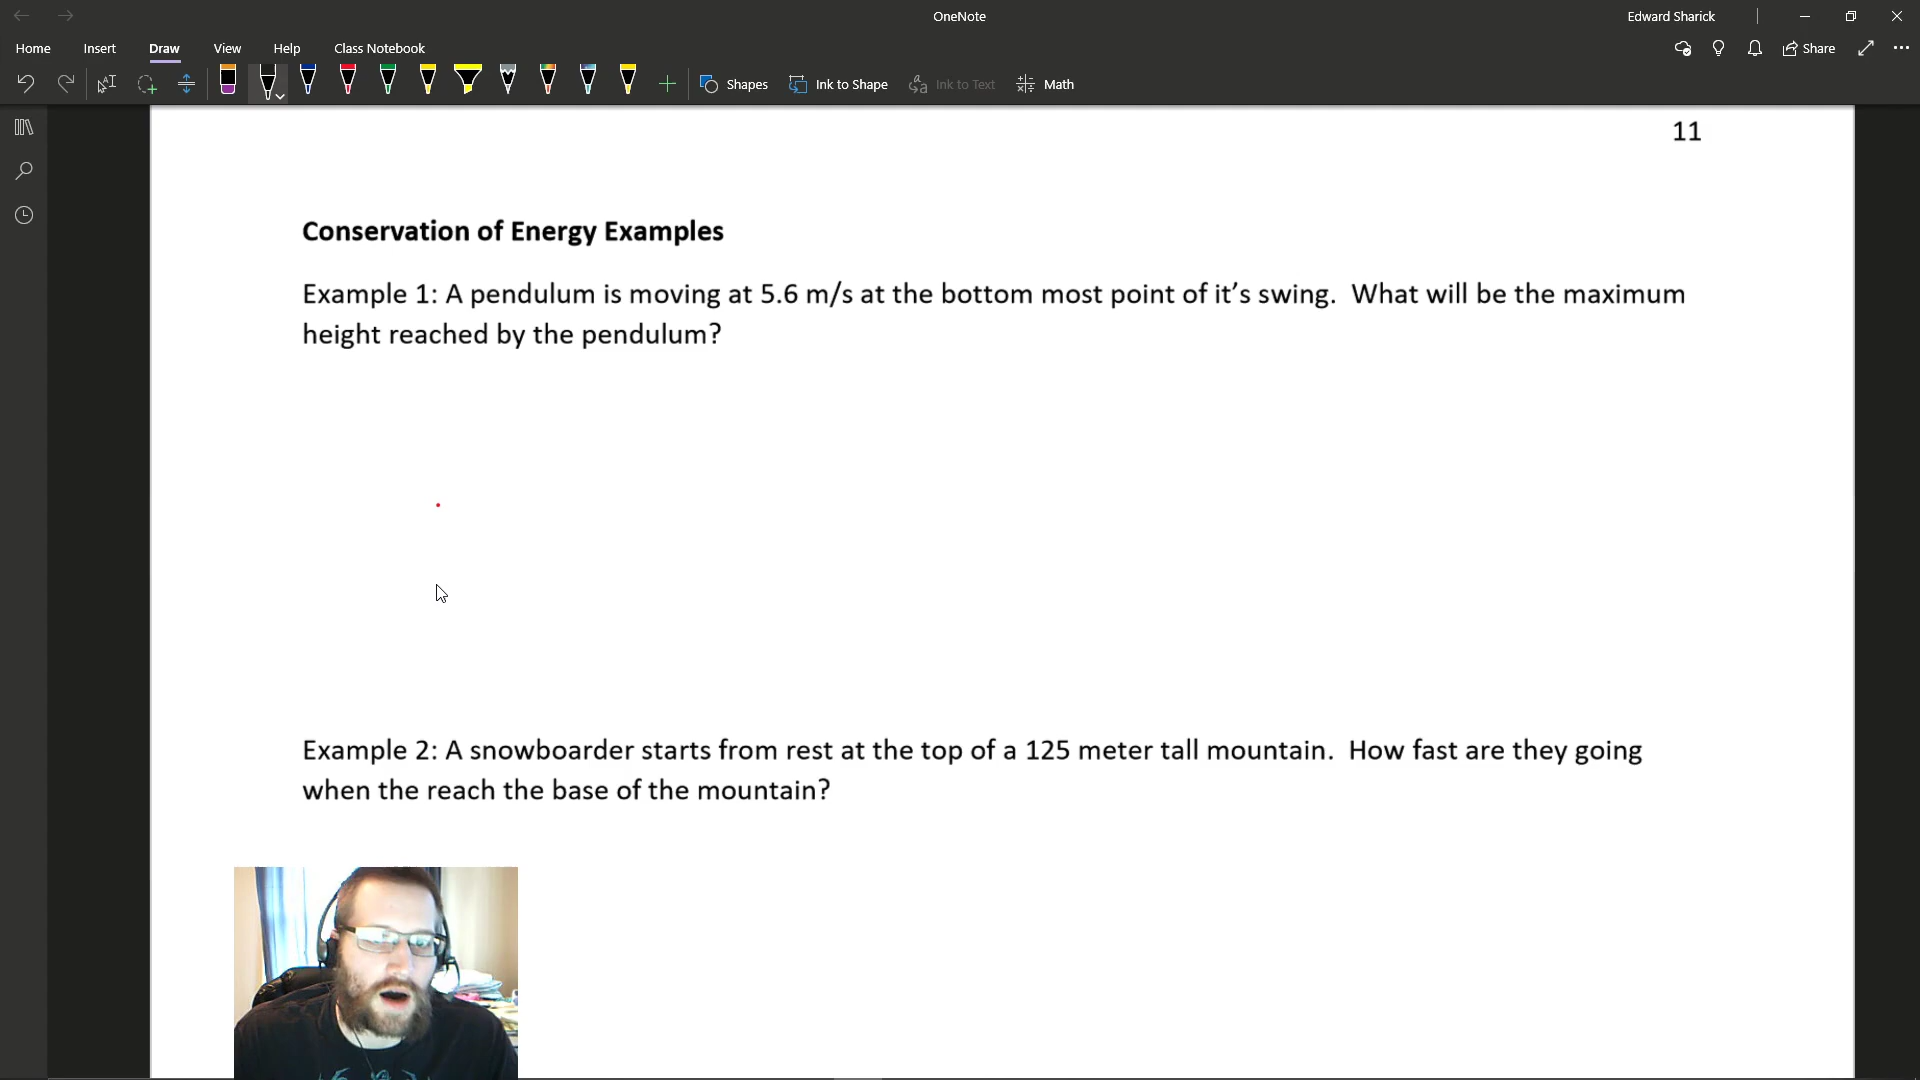 OneNote
Edward Sharick
Home Insert Draw View Help Class Notebook
Share
Shapes Ink to Shape Ink to Text Math
11
Conservation of Energy Examples
Example 1: A pendulum is moving at 5.6 m/s at the bottom most point of it’s swing. What will be the maximum
height reached by the pendulum?
Example 2: A snowboarder starts from rest at the top of a 125 meter tall mountain. How fast are they going
when the reach the base of the mountain?